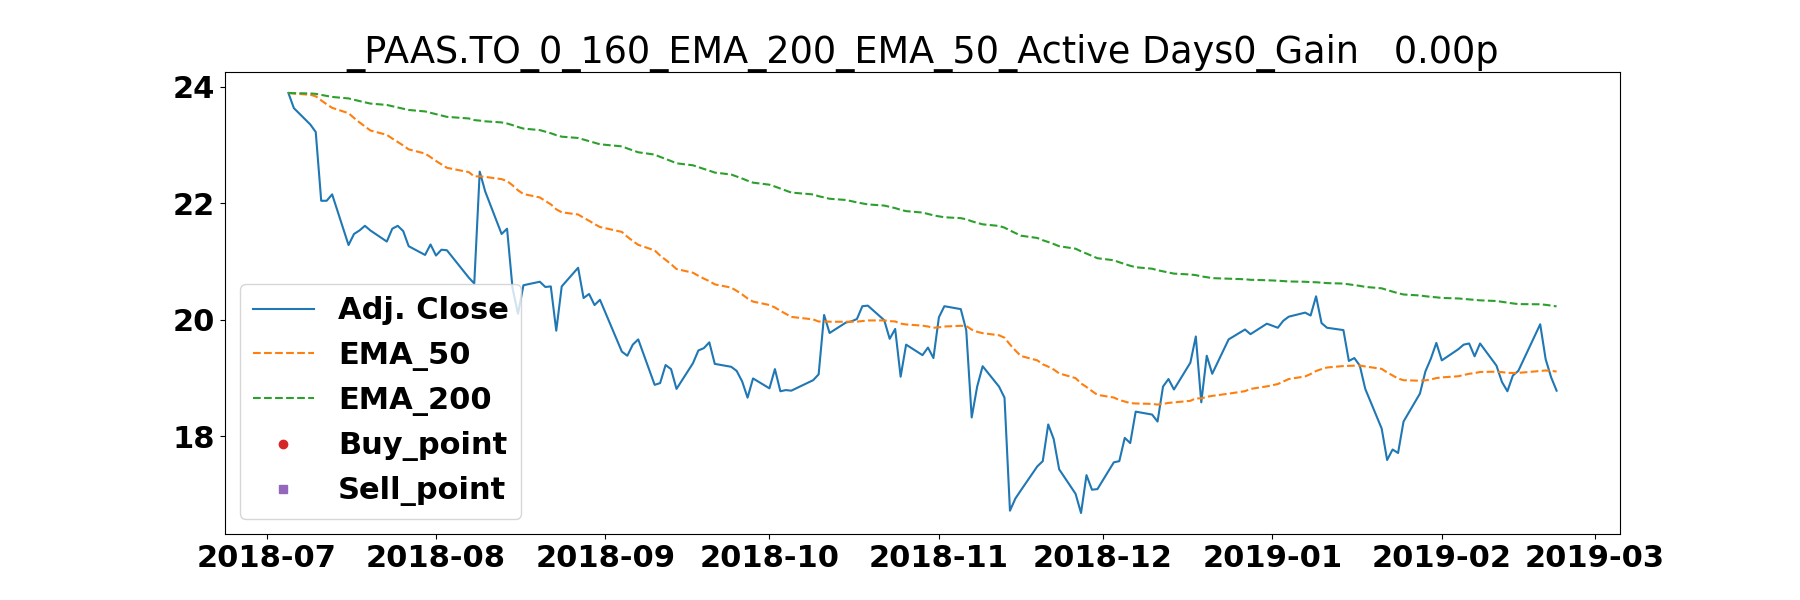 _PAAS.TO_0_160_EMA_200_EMA_50_Active Days0_Gain   0.00p
24
22
20
18
Adj. Close
EMA_50
EMA_200
Buy_point
Sell_point
2018-07 2018-08 2018-09 2018-10 2018-11 2018-12 2019-01 2019-02 2019-03